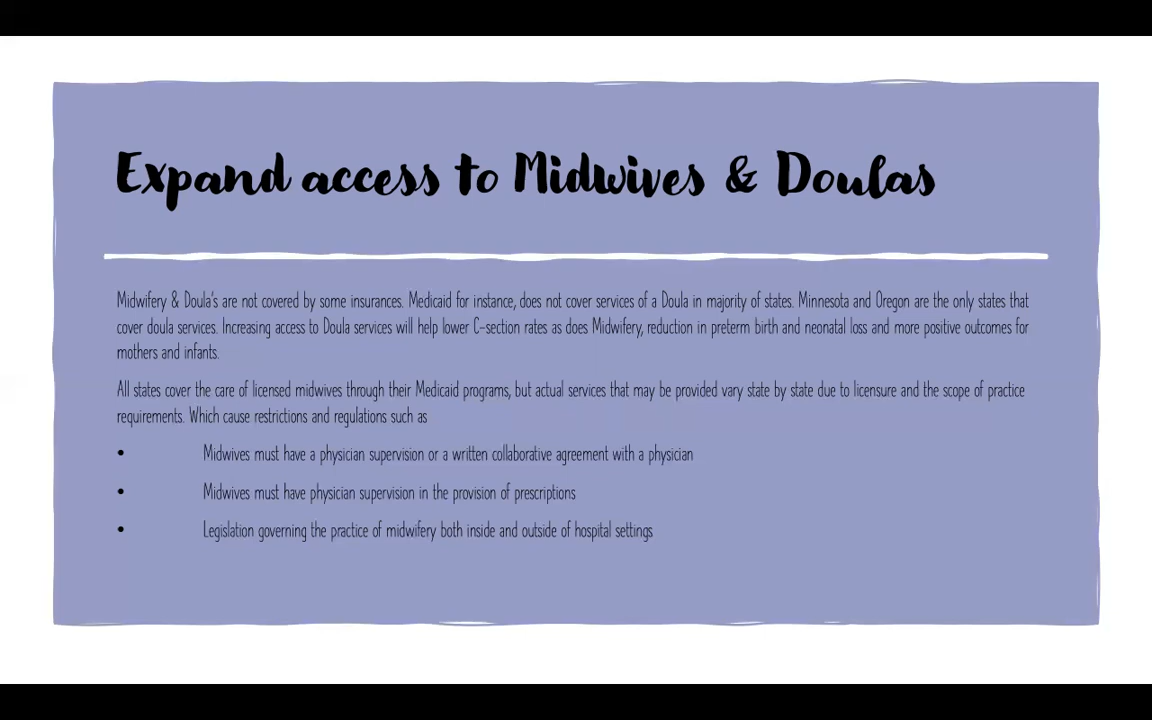 Expand access to Midwives & Doulas
Midwifery & Doula's are not covered by some insurances. Medicaid for instance, does not cover services of a Doula in majority of states. Minnesota and Oregon are the only states that
cover doula services. Increasing access to Doula services will help lower C-section rates as does Midwifery, reduction in preterm birth and neonatal loss and more positive outcomes for
mothers and infants.
All states cover the care of licensed midwives through their Medicaid programs, but actual services that may be provided vary state by state due to licensure and the scope of practice
requirements. Which cause restrictions and regulations such as
• Midwives must have a physician supervision or a written collaborative agreement with a physician
• Midwives must have physician supervision in the provision of prescriptions
• Legislation governing the practice of midwifery both inside and outside of hospital settings